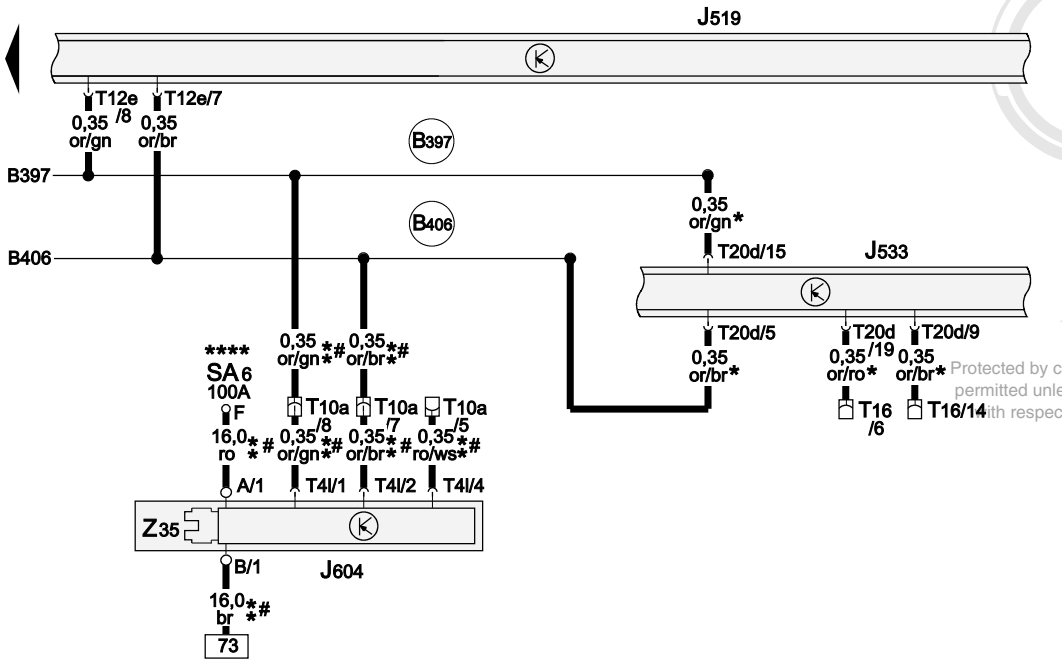 J519
T12e
/8
T12e/7
0,35
or/gn
0,35
or/br
B397
B397
0,35
or/gn*
B406
B406
T20d/15
J533
T20d/5
T20d
/19
T20d/9
0,35
or/br*
0,35
or/ro*
0,35
or/br*
T16
/6
T16/14
Protected by c
permitted unle
ith respec
****
SA6
100A
F
0,35
or/gn**#
0,35
or/br**#
T10a
/8
T10a
/7
T10a
/5
16,0
ro **#
0,35
or/gn**#
0,35
or/br**#
0,35
ro/ws**#
A/1
T4l/1
T4l/2
T4l/4
Z35
J604
B/1
16,0
br **#
73